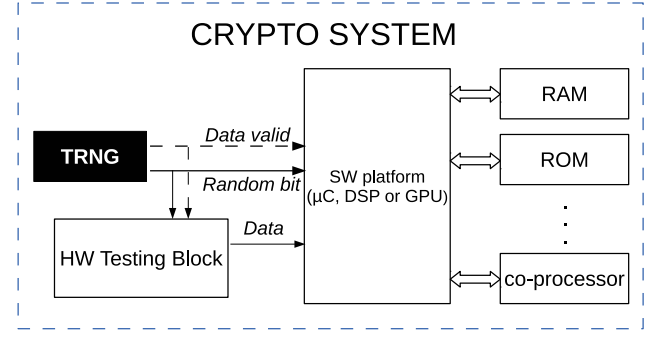 CRYPTO SYSTEM
TRNG
Data valid
Random bit
HW Testing Block
Data
SW platform
(µC, DSP or GPU)
RAM
ROM
co-processor